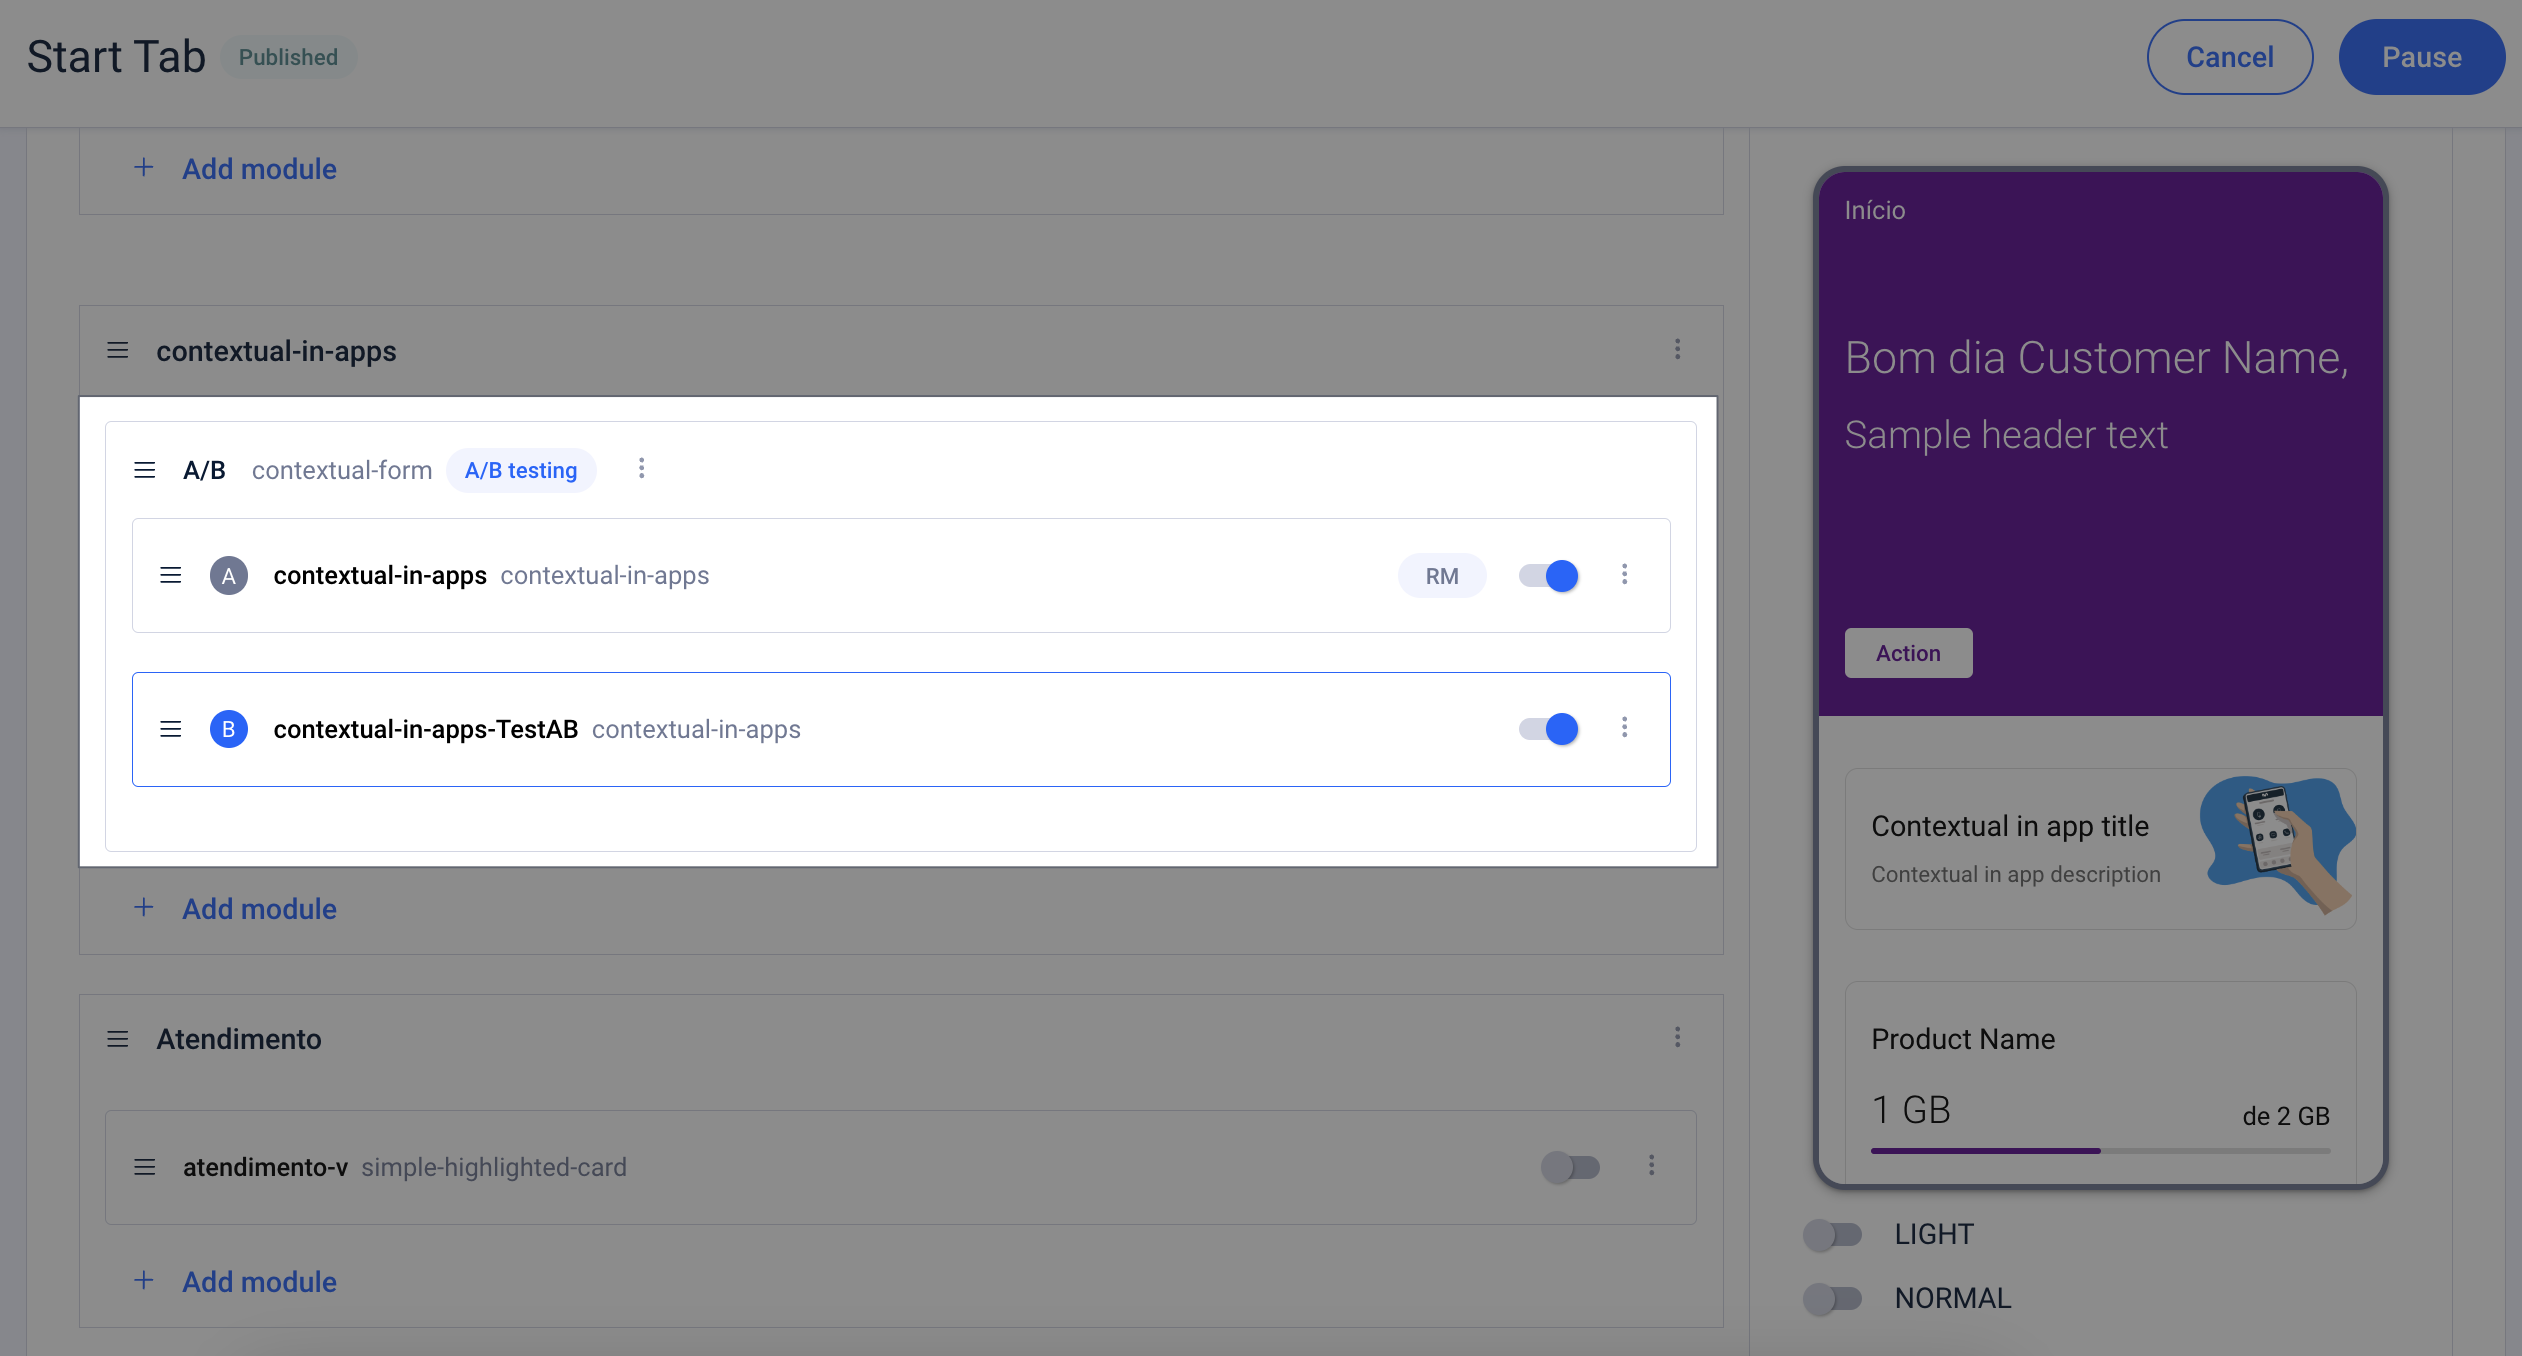 Start Tab Published
Cancel Pause
Add module
contextual-in-apps
A/B contextual-form A/B testing
A contextual-in-apps contextual-in-apps RM
B contextual-in-apps-TestAB contextual-in-apps
Add module
Atendimento
atendimento-v simple-highlighted-card
Add module
Início
Bom dia Customer Name,
Sample header text
Action
Contextual in app title
Contextual in app description
Product Name
1 GB de 2 GB
LIGHT
NORMAL